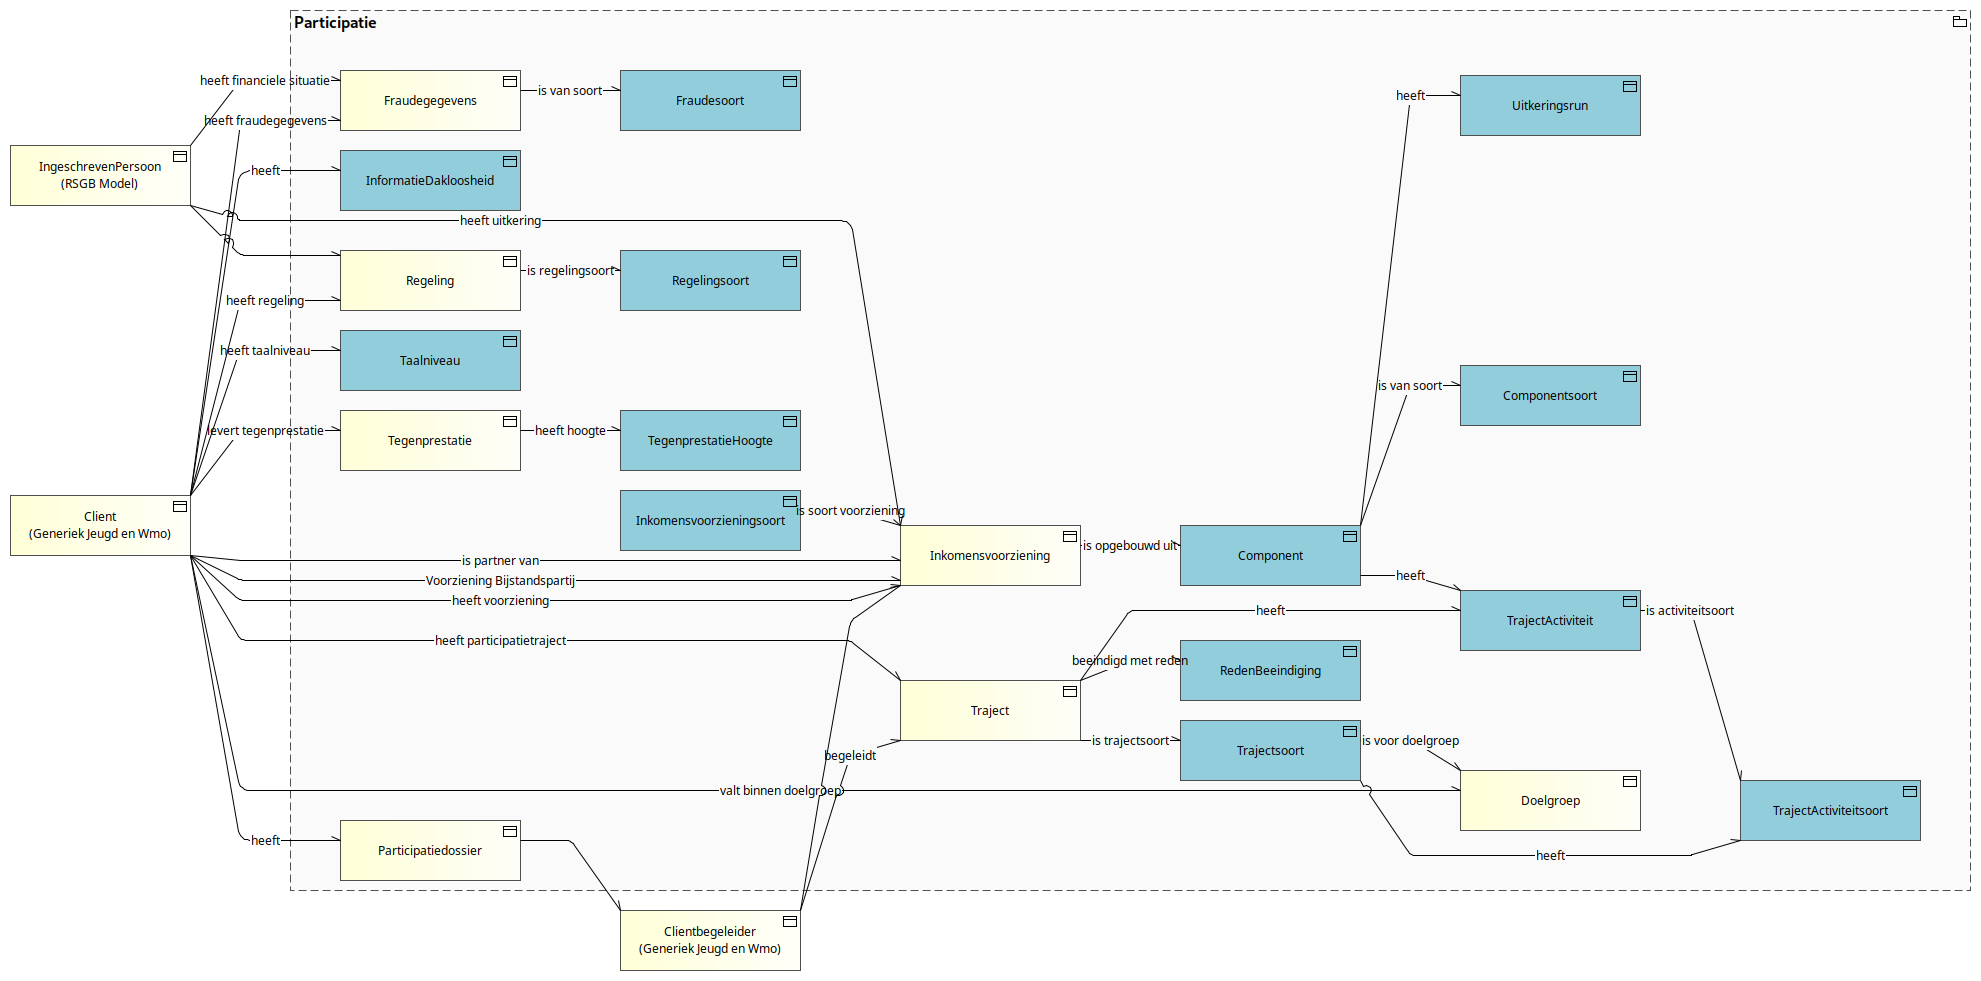 Participatie
heeft financiele situatie
Fraudegegevens
is van soort
Fraudesoort
Uitkeringsrun
heeft
heeft fraudegegevens
IngeschrevenPersoon
(RSGB Model)
heeft
InformatieDakloosheid
heeft uitkering
Regeling
is regelingsoort
Regelingsoort
heeft regeling
heeft taalniveau
Taalniveau
is van soort
Componentsoort
levert tegenprestatie
Tegenprestatie
heeft hoogte
TegenprestatieHoogte
Client
(Generiek Jeugd en Wmo)
Inkomensvoorzieningsoort
is soort voorziening
Inkomensvoorziening
is opgebouwd uit
Component
is partner van
Voorziening Bijstandspartij
heeft voorziening
heeft
heeft
TrajectActiviteit
is activiteitsoort
heeft participatietraject
beeindigd met reden
RedenBeeindiging
Traject
is trajectsoort
Trajectsoort
is voor doelgroep
begeleidt
valt binnen doelgroep
Doelgroep
TrajectActiviteitsoort
heeft
Participatiedossier
heeft
Clientbegeleider
(Generiek Jeugd en Wmo)